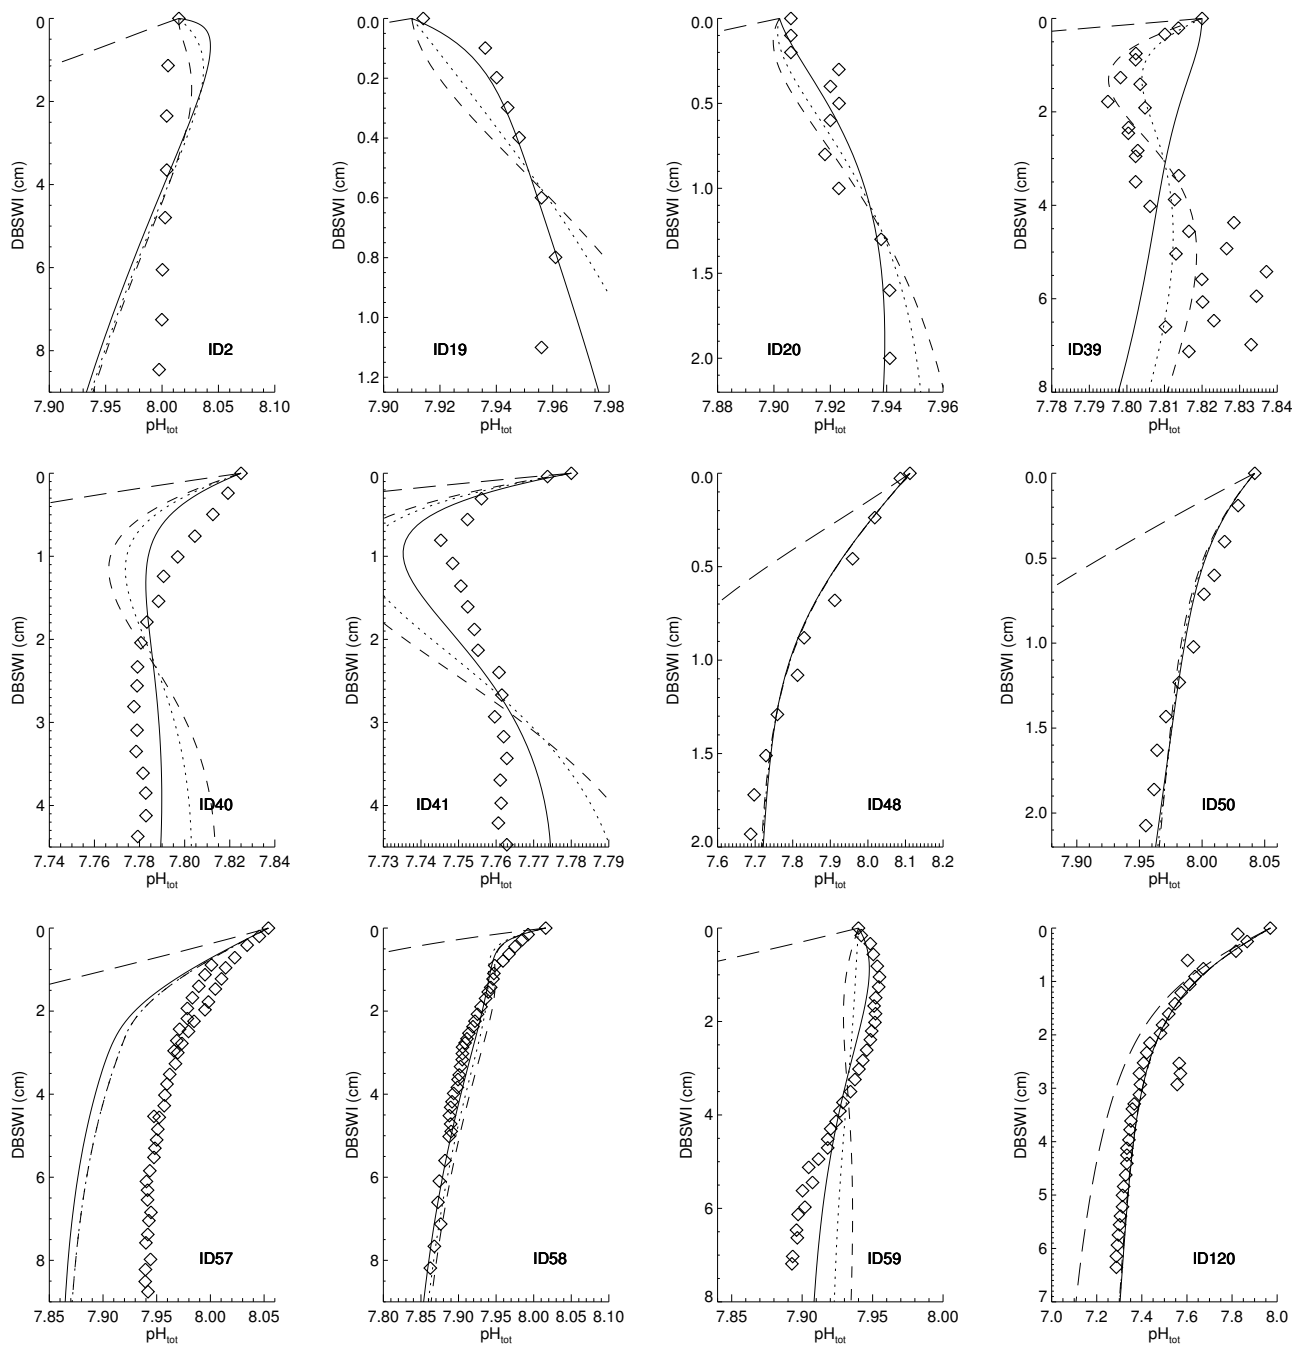 0
2
4
6
8
DBSWI (cm)
ID2
7.90 7.95 8.00 8.05 8.10
pHtot
0.0
0.2
0.4
0.6
0.8
1.0
1.2
DBSWI (cm)
ID19
7.90 7.92 7.94 7.96 7.98
pHtot
0.0
0.5
1.0
1.5
2.0
DBSWI (cm)
ID20
7.88 7.90 7.92 7.94 7.96
pHtot
0
2
4
6
8
DBSWI (cm)
ID39
7.78 7.79 7.80 7.81 7.82 7.83 7.84
pHtot
0
1
2
3
4
DBSWI (cm)
ID40
7.74 7.76 7.78 7.80 7.82 7.84
pHtot
0
1
2
3
4
DBSWI (cm)
ID41
7.73 7.74 7.75 7.76 7.77 7.78 7.79
pHtot
0.0
0.5
1.0
1.5
2.0
DBSWI (cm)
ID48
7.6 7.7 7.8 7.9 8.0 8.1 8.2
pHtot
0.0
0.5
1.0
1.5
2.0
DBSWI (cm)
ID50
7.90 7.95 8.00 8.05
pHtot
0
2
4
6
8
DBSWI (cm)
ID57
7.85 7.90 7.95 8.00 8.05
pHtot
0
2
4
6
8
DBSWI (cm)
ID58
7.80 7.85 7.90 7.95 8.00 8.05 8.10
pHtot
0
2
4
6
8
DBSWI (cm)
ID59
7.85 7.90 7.95 8.00
pHtot
0
1
2
3
4
5
6
7
DBSWI (cm)
ID120
7.0 7.2 7.4 7.6 7.8 8.0
pHtot